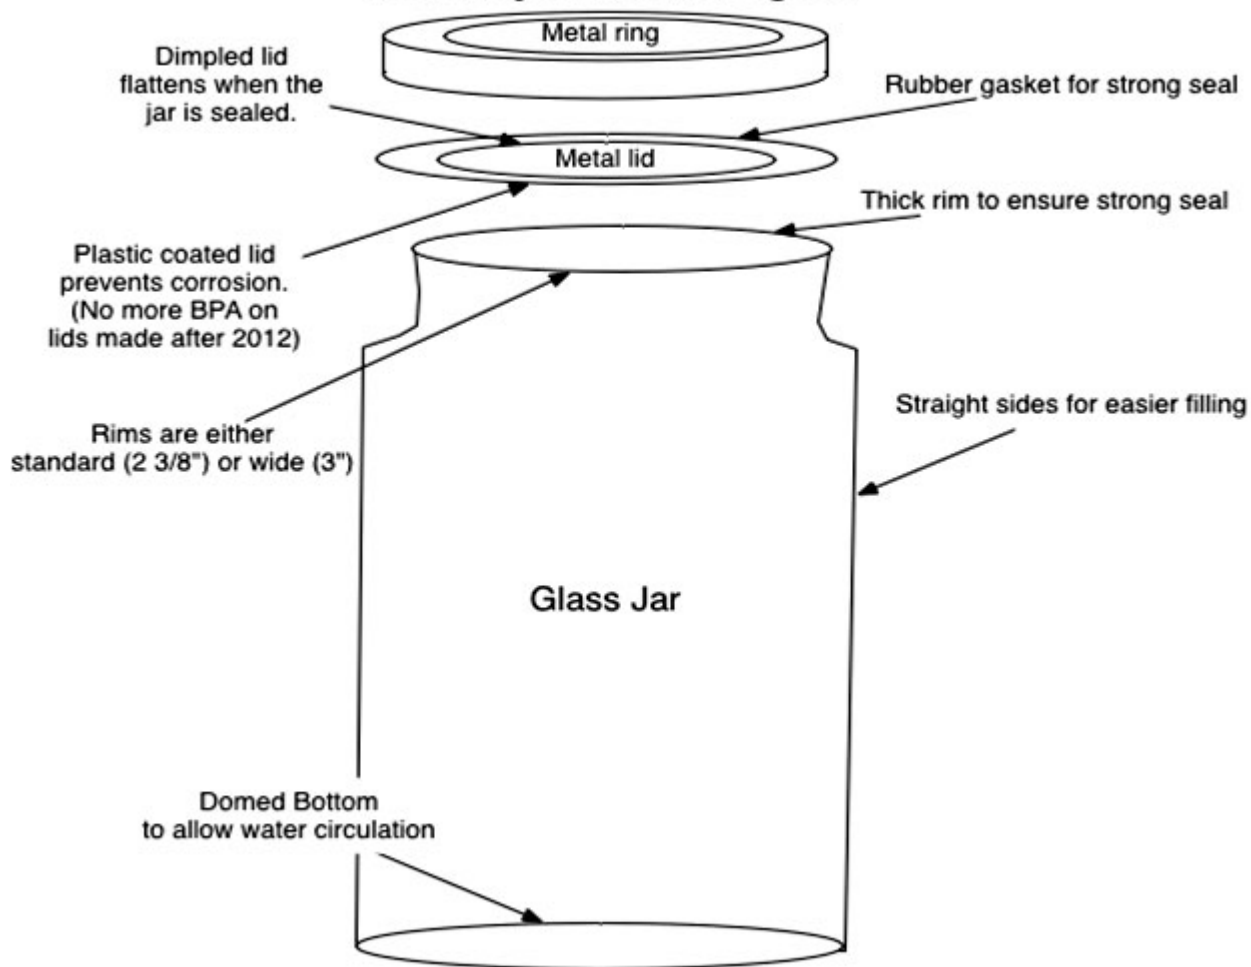 Metal ring
Dimpled lid
flattens when the
jar is sealed.
Rubber gasket for strong seal
Metal lid
Thick rim to ensure strong seal
Plastic coated lid
prevents corrosion.
(No more BPA on
lids made after 2012)
Straight sides for easier filling
Rims are either
standard (2 3/8") or wide (3")
Glass Jar
Domed Bottom
to allow water circulation